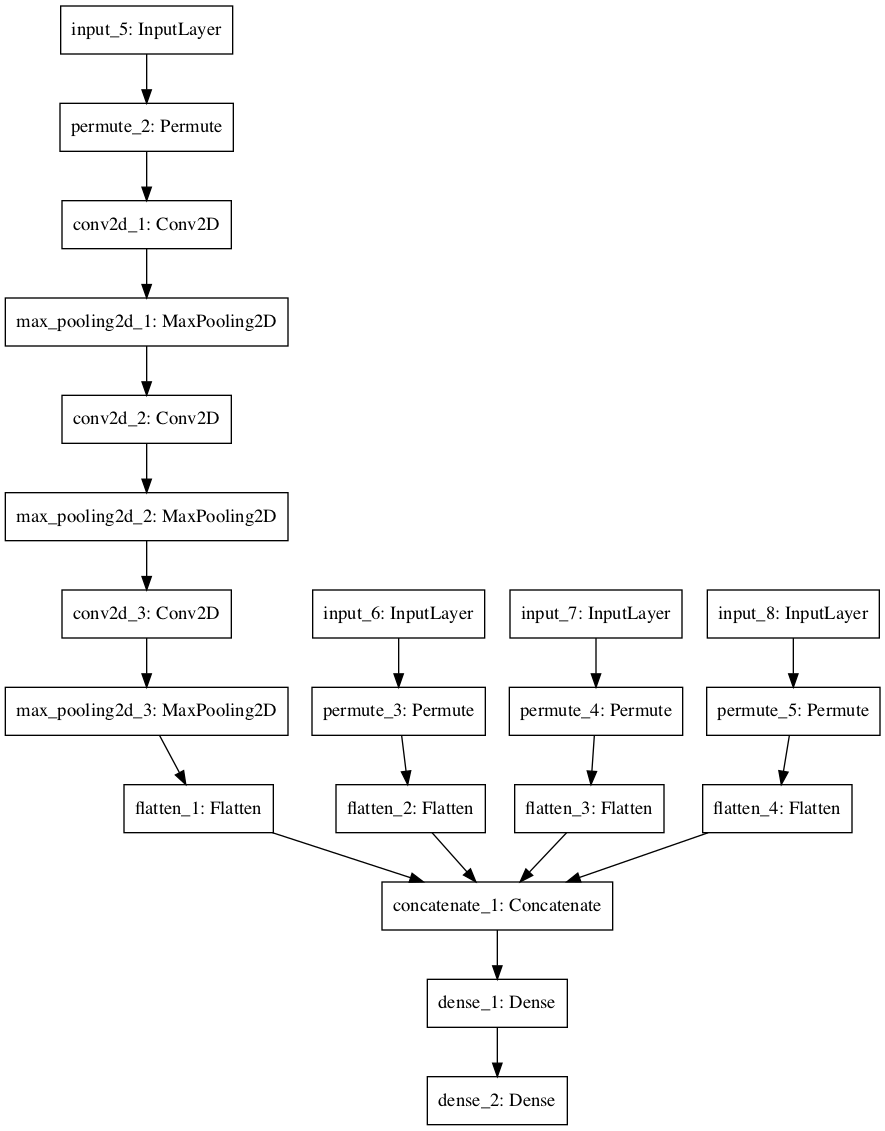 input_5: InputLayer
permute_2: Permute
conv2d_1: Conv2D
max_pooling2d_1: MaxPooling2D
conv2d_2: Conv2D
max_pooling2d_2: MaxPooling2D
conv2d_3: Conv2D
input_6: InputLayer
input_7: InputLayer
input_8: InputLayer
max_pooling2d_3: MaxPooling2D
permute_3: Permute
permute_4: Permute
permute_5: Permute
flatten_1: Flatten
flatten_2: Flatten
flatten_3: Flatten
flatten_4: Flatten
concatenate_1: Concatenate
dense_1: Dense
dense_2: Dense